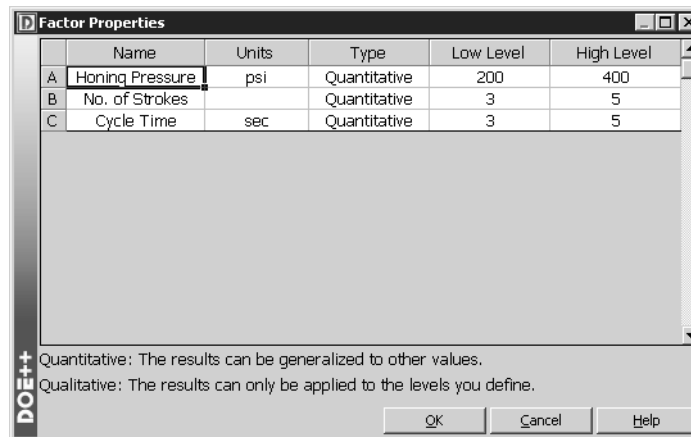 Factor Properties
Name Units Type Low Level High Level
A Honing Pressure psi Quantitative 200 400
B No. of Strokes Quantitative 3 5
C Cycle Time sec Quantitative 3 5
Quantitative: The results can be generalized to other values.
Qualitative: The results can only be applied to the levels you define.
DOE++
OK Cancel Help